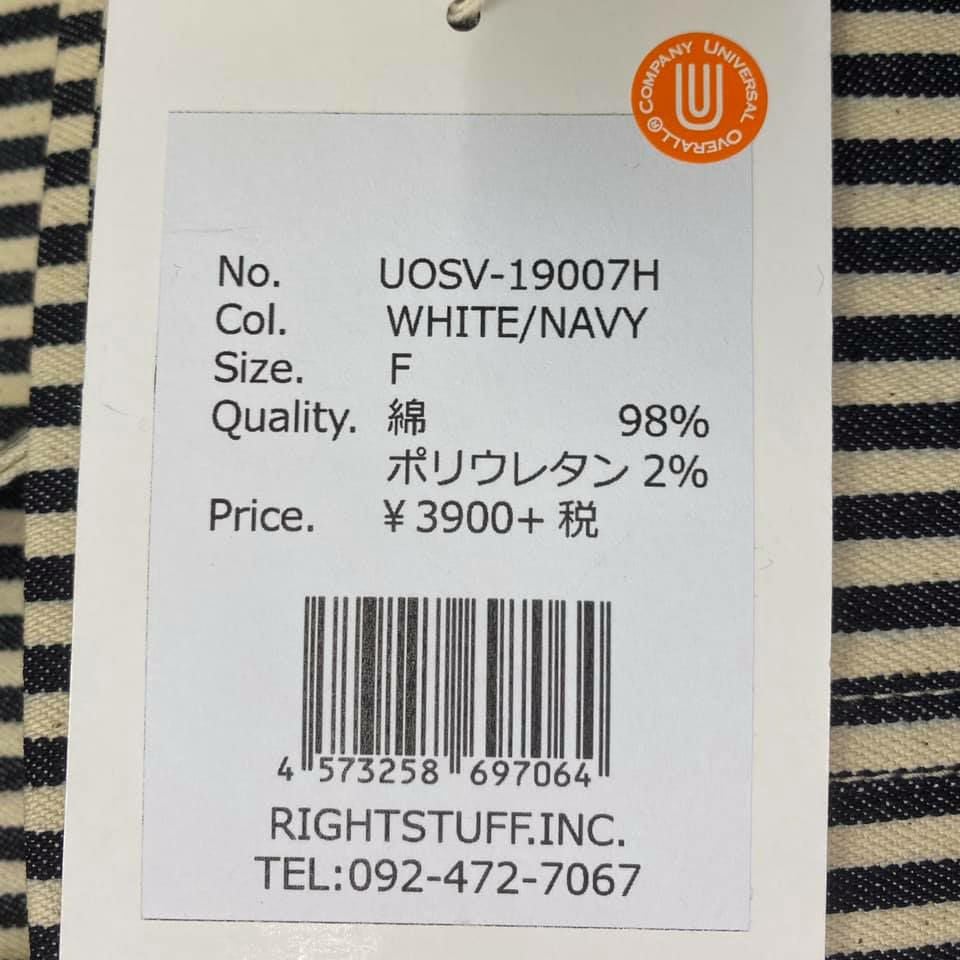 COMPANY UNIVERSAL OVERALL®
U
No. UOSV-19007H
Col. WHITE/NAVY
Size. F
Quality. 綿 98%
ポリウレタン 2%
Price. ¥3900+税
4 573258 697064
RIGHTSTUFF.INC.
TEL:092-472-7067